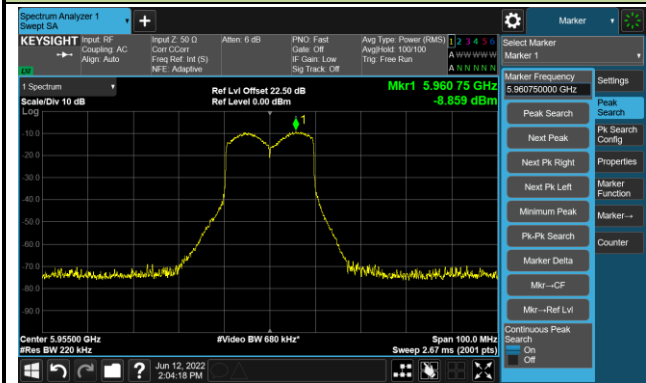 Spectrum Analyzer 1
Swept SA
Marker
KEYSIGHT
Input: RF
Coupling: AC
Align: Auto
Input Z: 50 Ω
Corr CCorr
Freq Ref: Int (S)
NFE: Adaptive
Atten: 6 dB
PNO: Fast
Gate: Off
IF Gain: Low
Sig Track: Off
Avg Type: Power (RMS)
Avg|Hold: 100/100
Trig: Free Run
1 2 3 4 5 6
A W W W W W
A N N N N N
Select Marker
Marker 1
1 Spectrum
Scale/Div 10 dB
Log
Ref Lvl Offset 22.50 dB
Ref Level 0.00 dBm
Mkr1 5.960 75 GHz
-8.859 dBm
1
-10.0
-20.0
-30.0
-40.0
-50.0
-60.0
-70.0
-80.0
-90.0
Center 5.95500 GHz
#Res BW 220 kHz
#Video BW 680 kHz*
Span 100.0 MHz
Sweep 2.67 ms (2001 pts)
Marker Frequency
5.960750000 GHz
Peak Search
Next Peak
Next Pk Right
Next Pk Left
Minimum Peak
Pk-Pk Search
Marker Delta
Mkr→CF
Mkr→Ref Lvl
Continuous Peak
Search
On
Off
Settings
Peak
Search
Pk Search
Config
Properties
Marker
Function
Marker→
Counter
Jun 12, 2022
2:04:18 PM